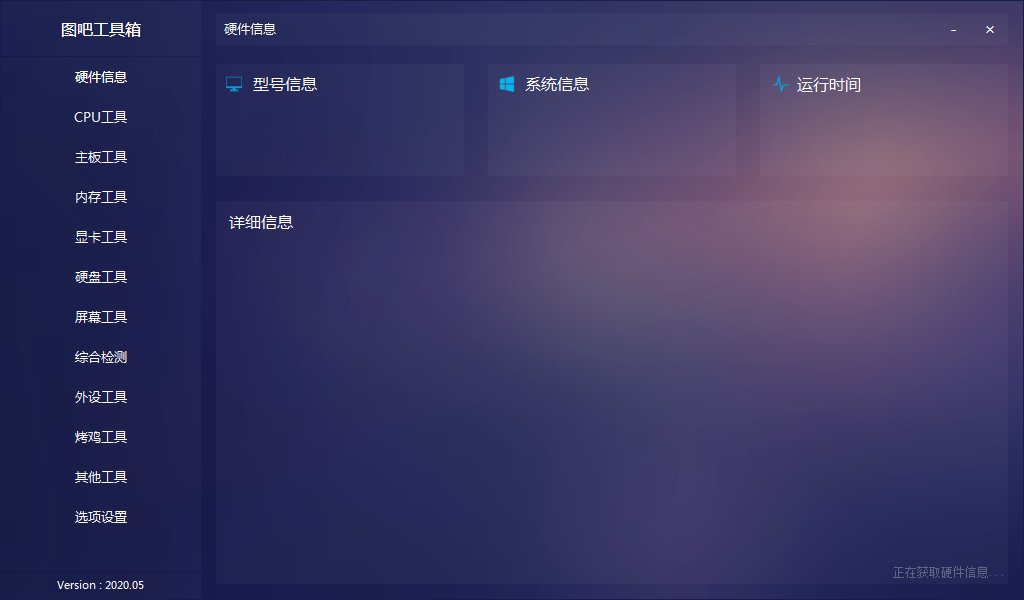 图吧工具箱
硬件信息
CPU工具
主板工具
内存工具
显卡工具
硬盘工具
屏幕工具
综合检测
外设工具
烤鸡工具
其他工具
选项设置
Version : 2020.05
硬件信息
型号信息
系统信息
运行时间
详细信息
正在获取硬件信息...